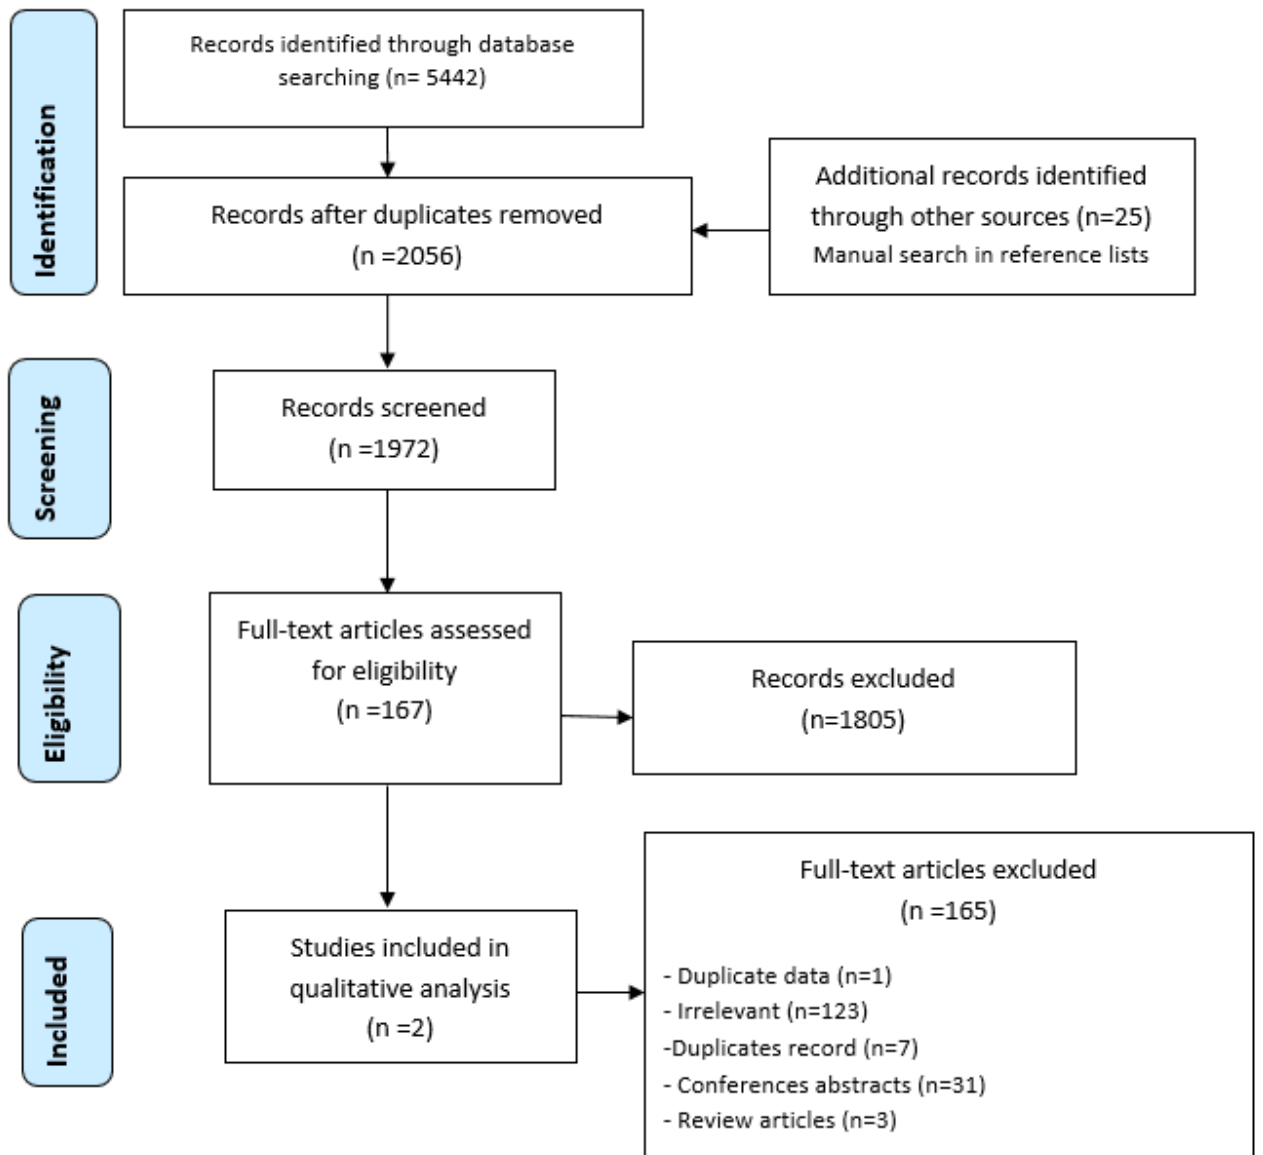 Identification
Records identified through database
searching (n= 5442)
Records after duplicates removed
(n =2056)
Additional records identified
through other sources (n=25)
Manual search in reference lists
Screening
Records screened
(n =1972)
Eligibility
Full-text articles assessed
for eligibility
(n =167)
Records excluded
(n=1805)
Included
Studies included in
qualitative analysis
(n =2)
Full-text articles excluded
(n =165)
- Duplicate data (n=1)
- Irrelevant (n=123)
-Duplicates record (n=7)
- Conferences abstracts (n=31)
- Review articles (n=3)